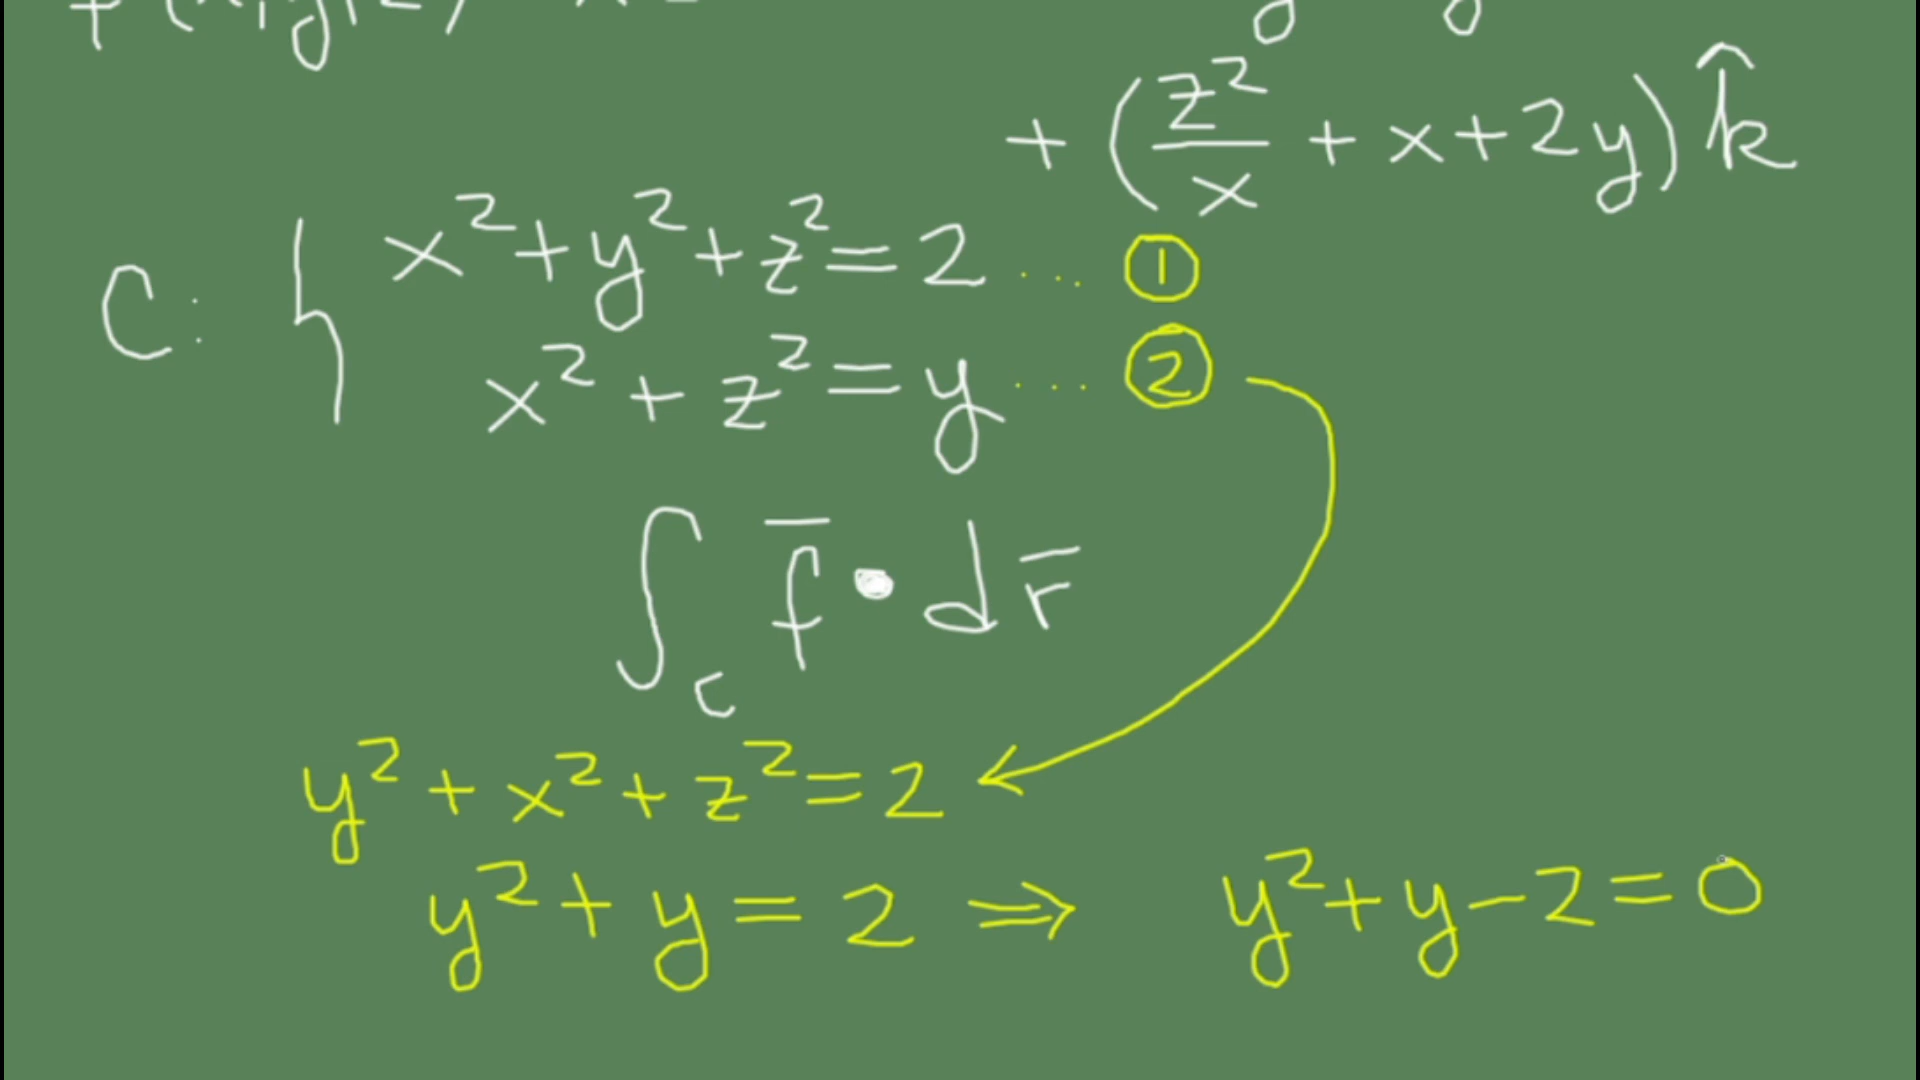 + (z²/x + x + 2y) k̂
C: { x² + y² + z² = 2 ... ①
x² + z² = y ... ②
∫_C f̅ • dr̅
y² + x² + z² = 2
y² + y = 2 ⇒ y² + y − 2 = 0